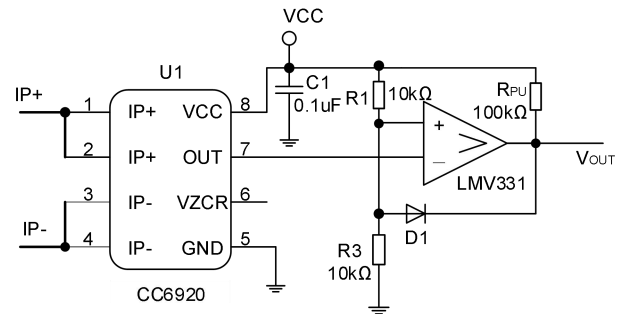 VCC
U1
IP+
1
IP+
VCC
8
C1
0.1uF
R1
10kΩ
RPU
100kΩ
+
2
IP+
OUT
7
−
>
LMV331
VOUT
3
IP-
VZCR
6
IP-
4
IP-
GND
5
D1
R3
10kΩ
CC6920